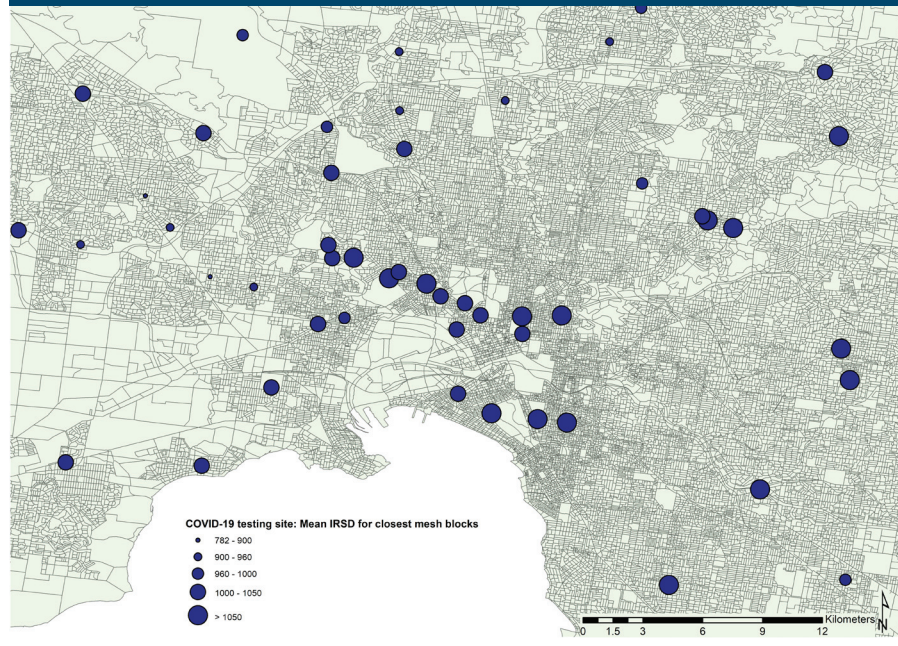 COVID-19 testing site: Mean IRSD for closest mesh blocks
782 - 900
900 - 960
960 - 1000
1000 - 1050
> 1050
Kilometers
0 1.5 3 6 9 12
N